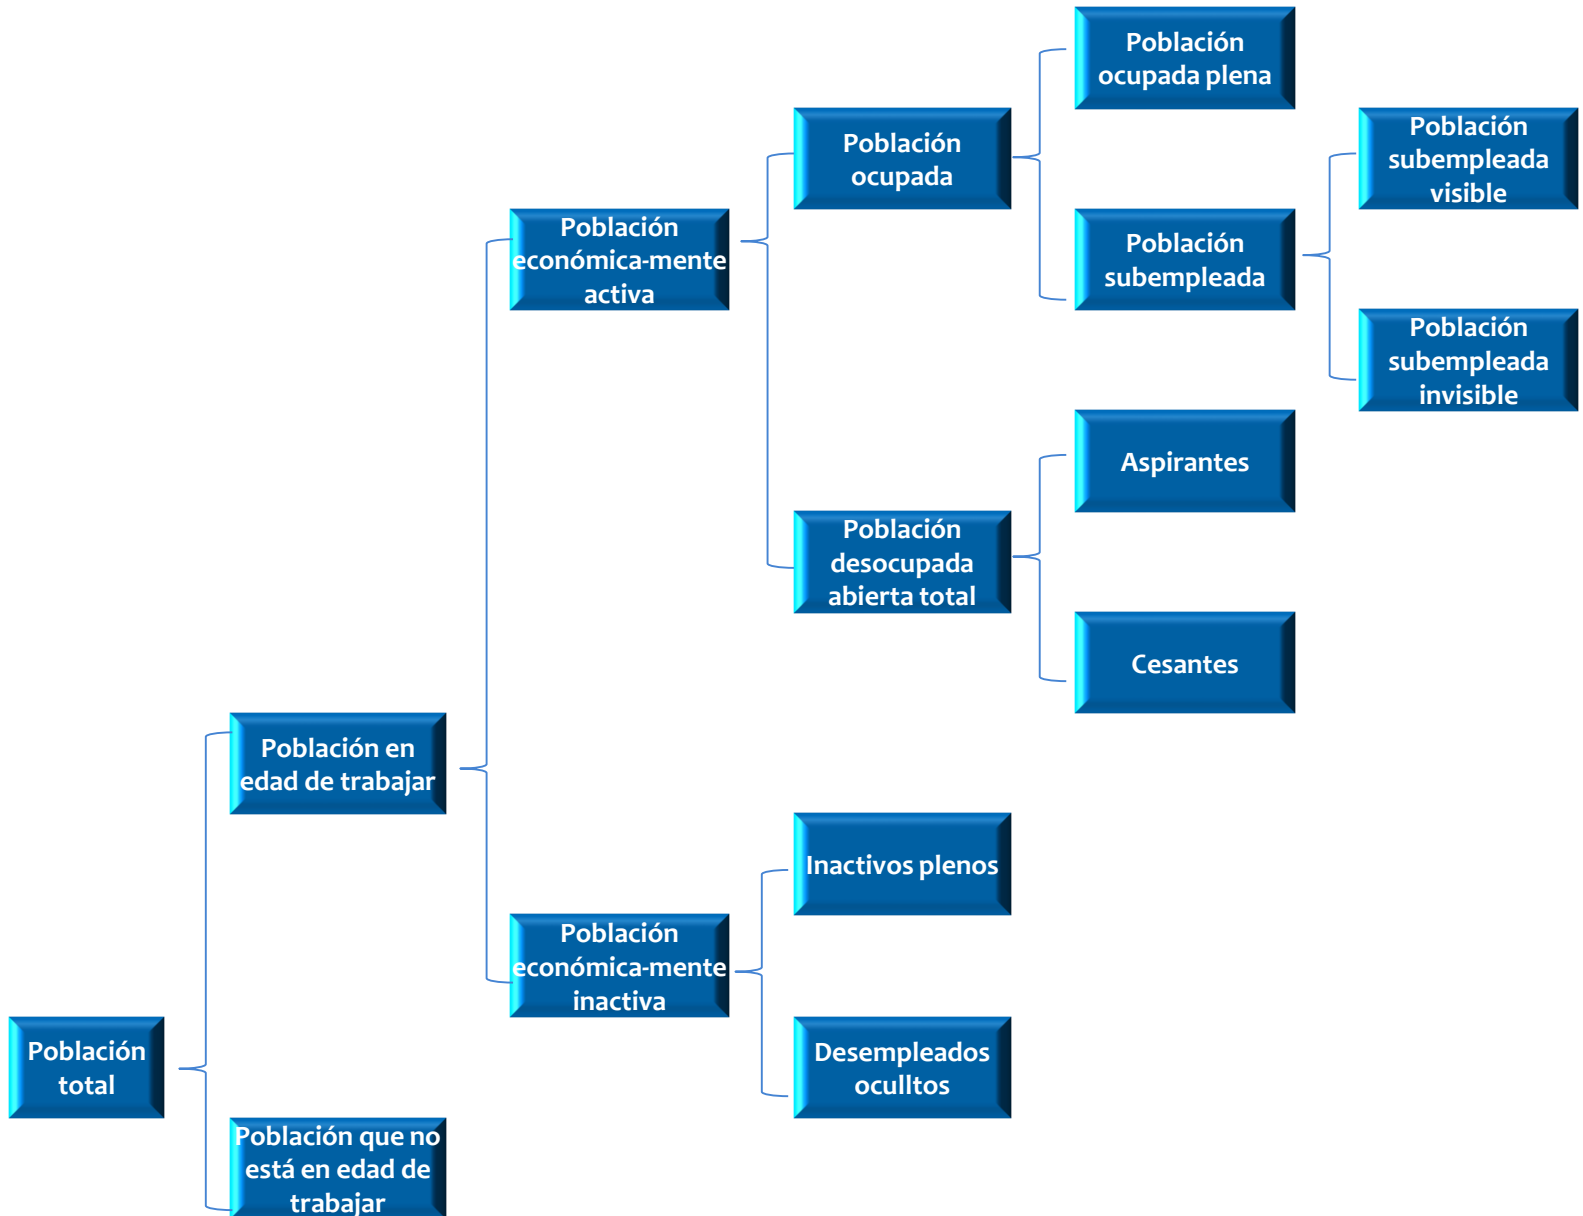 Población
ocupada plena
Población
ocupada
Población
subempleada
visible
Población
económica-mente
activa
Población
subempleada
Población
subempleada
invisible
Aspirantes
Población
desocupada
abierta total
Cesantes
Población en
edad de trabajar
Inactivos plenos
Población
económica-mente
inactiva
Población
total
Desempleados
oculltos
Población que no
está en edad de
trabajar